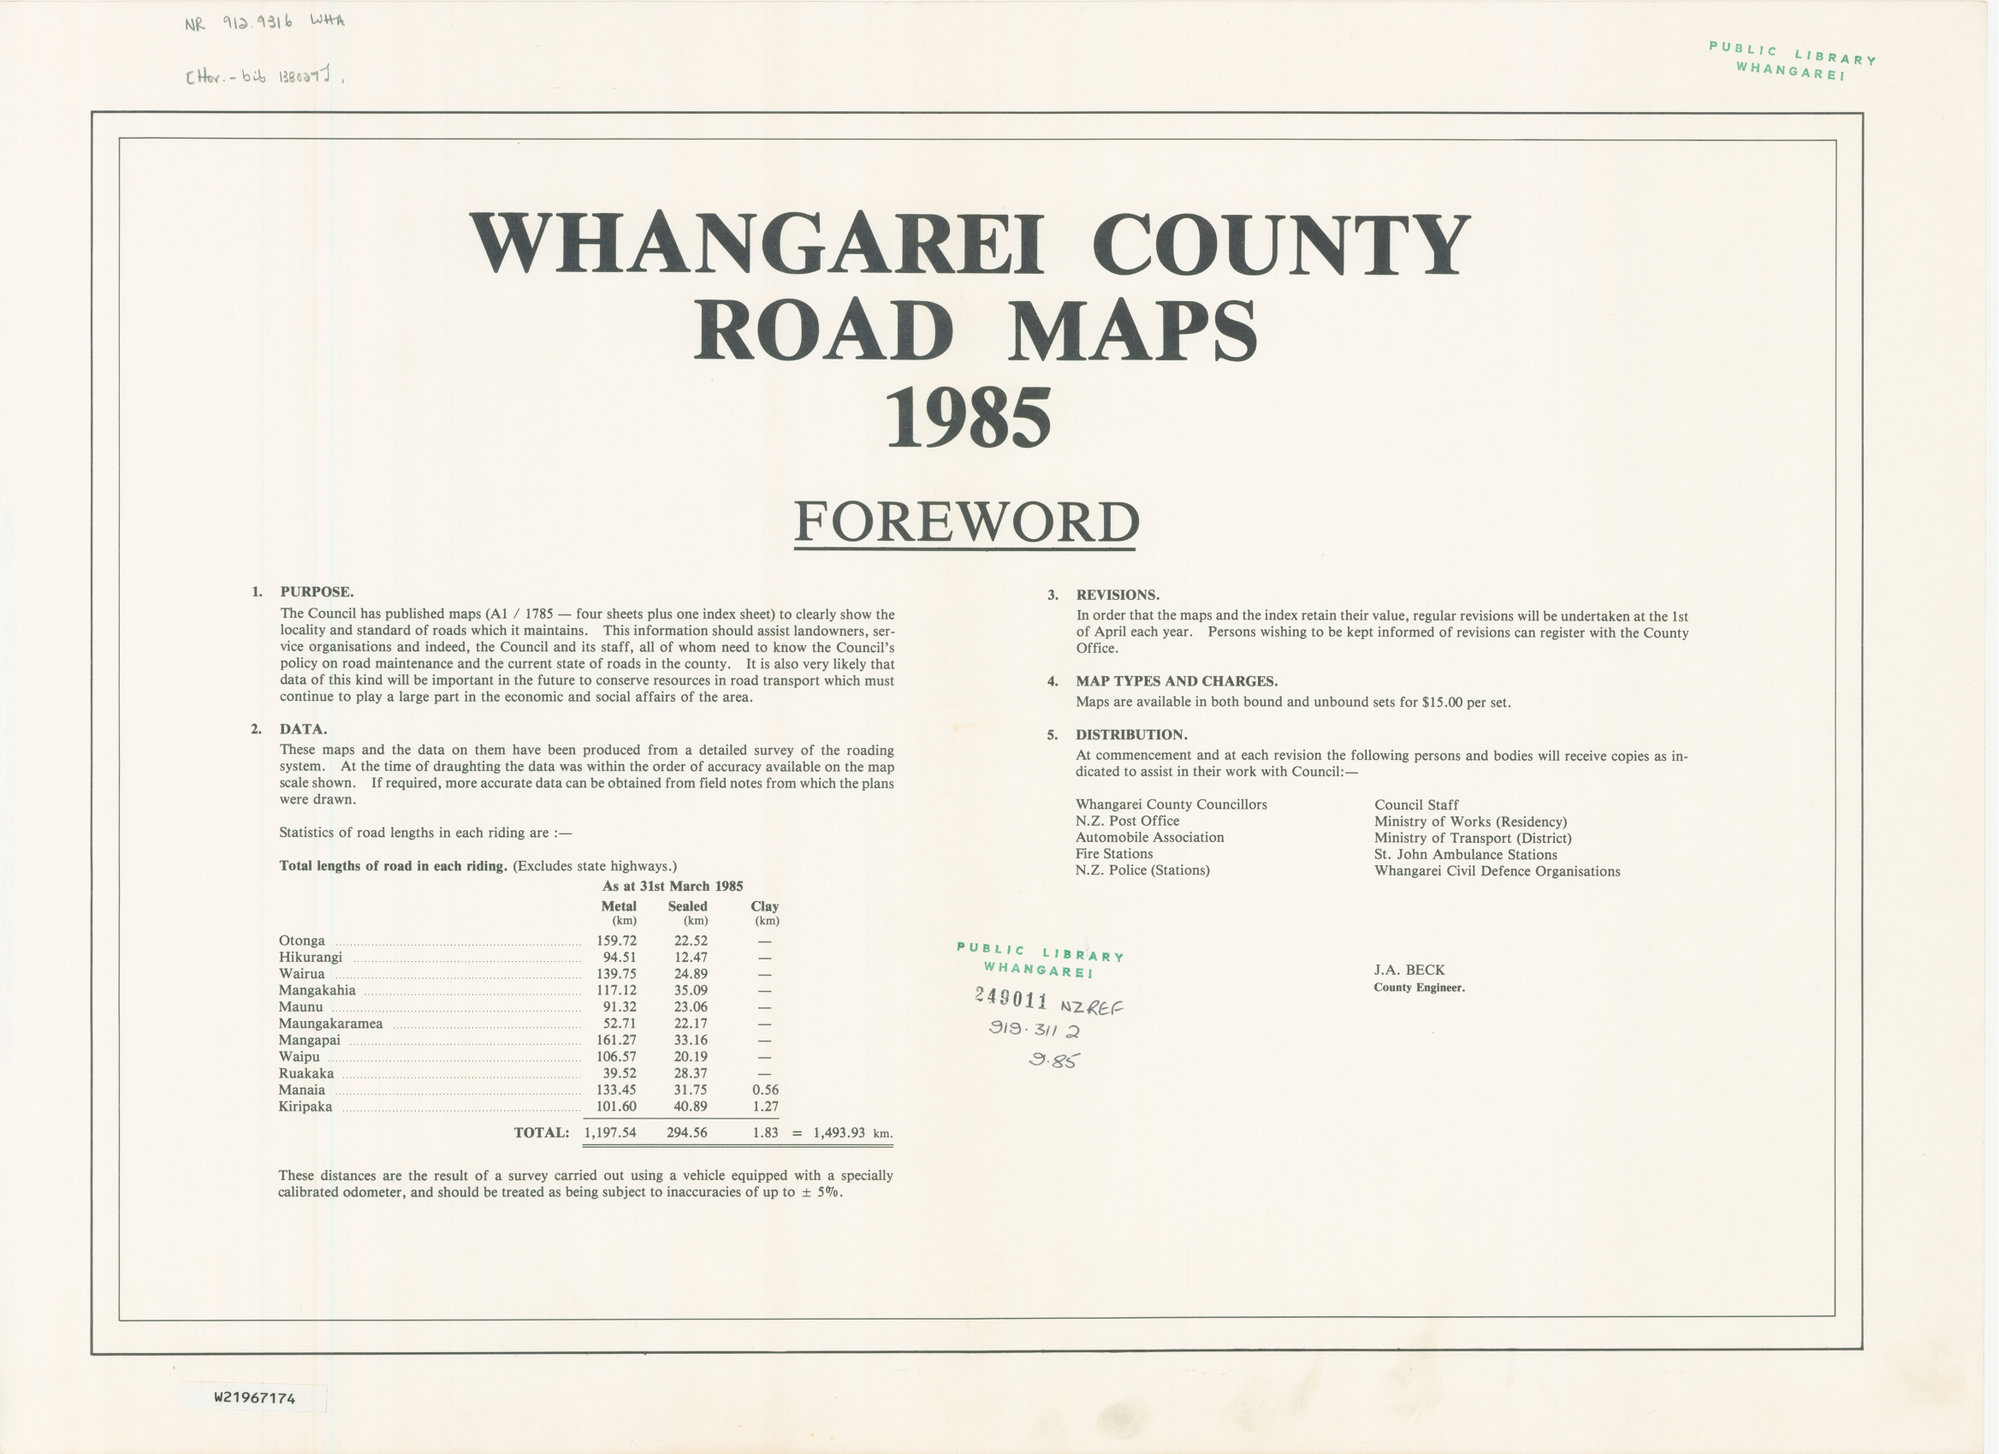 NR 912.9316 WHA
PUBLIC LIBRARY
WHANGAREI
WHANGAREI COUNTY
ROAD MAPS
1985
FOREWORD
1. PURPOSE.
The Council has published maps (A1 / 1785 — four sheets plus one index sheet) to clearly show the
locality and standard of roads which it maintains. This information should assist landowners, ser-
vice organisations and indeed, the Council and its staff, all of whom need to know the Council's
policy on road maintenance and the current state of roads in the county. It is also very likely that
data of this kind will be important in the future to conserve resources in road transport which must
continue to play a large part in the economic and social affairs of the area.
2. DATA.
These maps and the data on them have been produced from a detailed survey of the roading
system. At the time of draughting the data was within the order of accuracy available on the map
scale shown. If required, more accurate data can be obtained from field notes from which the plans
were drawn.
Statistics of road lengths in each riding are :—
Total lengths of road in each riding. (Excludes state highways.)
As at 31st March 1985
Metal Sealed Clay
(km) (km) (km)
Otonga 159.72 22.52 —
Hikurangi 94.51 12.47 —
Wairua 139.75 24.89 —
Mangakahia 117.12 35.09 —
Maunu 91.32 23.06 —
Maungakaramea 52.71 22.17 —
Mangapai 161.27 33.16 —
Waipu 106.57 20.19 —
Ruakaka 39.52 28.37 —
Manaia 133.45 31.75 0.56
Kiripaka 101.60 40.89 1.27
TOTAL: 1,197.54 294.56 1.83 = 1,493.93 km.
These distances are the result of a survey carried out using a vehicle equipped with a specially
calibrated odometer, and should be treated as being subject to inaccuracies of up to ± 5%.
3. REVISIONS.
In order that the maps and the index retain their value, regular revisions will be undertaken at the 1st
of April each year. Persons wishing to be kept informed of revisions can register with the County
Office.
4. MAP TYPES AND CHARGES.
Maps are available in both bound and unbound sets for $15.00 per set.
5. DISTRIBUTION.
At commencement and at each revision the following persons and bodies will receive copies as in-
dicated to assist in their work with Council:—
Whangarei County Councillors Council Staff
N.Z. Post Office Ministry of Works (Residency)
Automobile Association Ministry of Transport (District)
Fire Stations St. John Ambulance Stations
N.Z. Police (Stations) Whangarei Civil Defence Organisations
J.A. BECK
County Engineer.
PUBLIC LIBRARY
WHANGAREI
249011 NZREF
919.311 2
9.85
W21967174